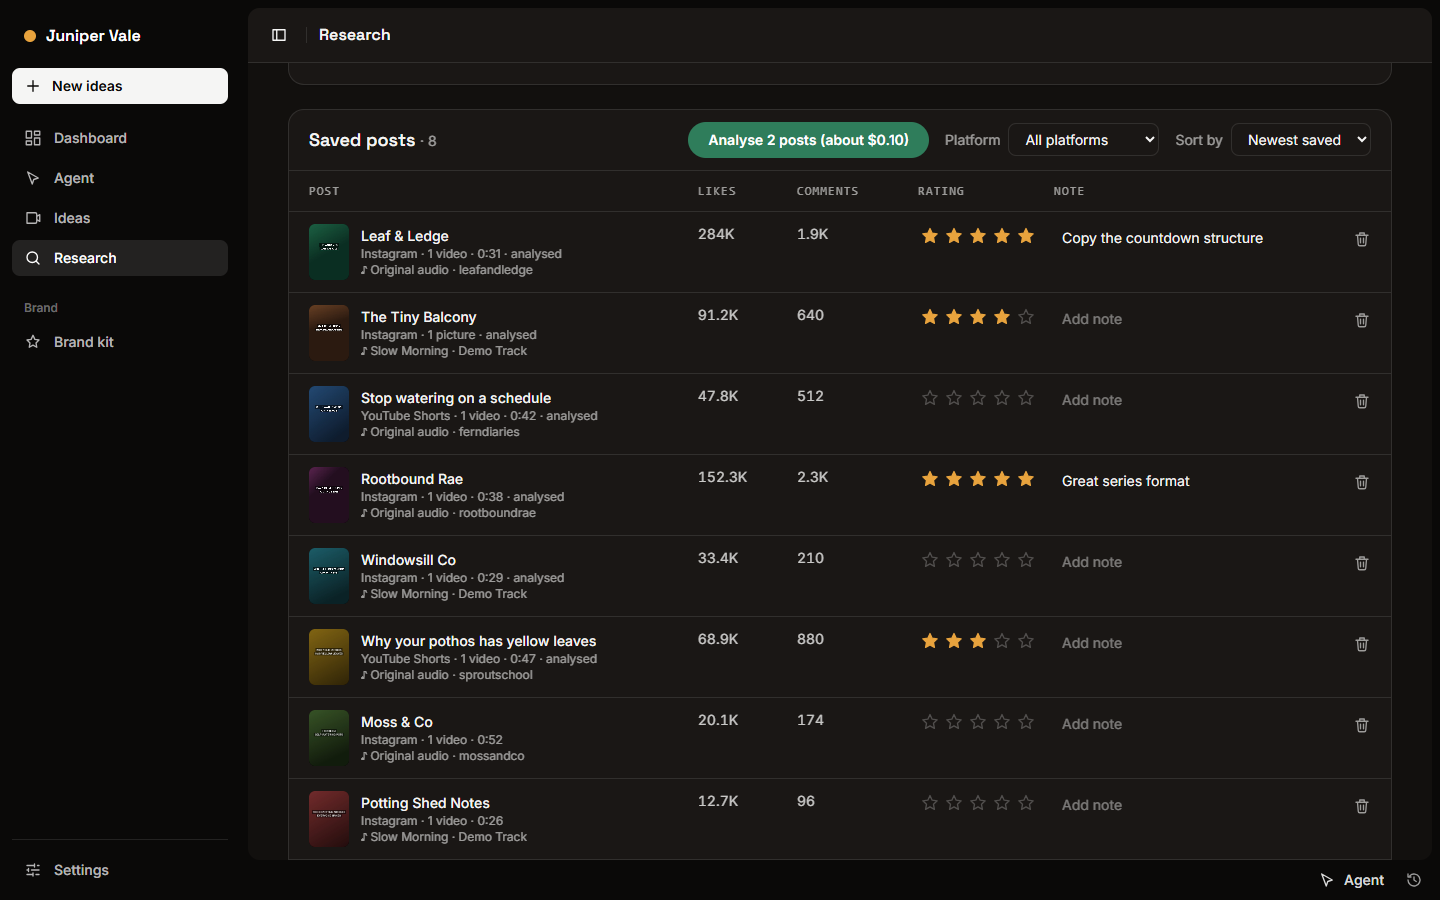 Juniper Vale
New ideas
Dashboard
Agent
Ideas
Research
Brand
Brand kit
Settings
Research
Saved posts · 8
Analyse 2 posts (about $0.10)
Platform
All platforms
Sort by
Newest saved
POST LIKES COMMENTS RATING NOTE
Leaf & Ledge
Instagram · 1 video · 0:31 · analysed
♪ Original audio · leafandledge
284K
1.9K
Copy the countdown structure
The Tiny Balcony
Instagram · 1 picture · analysed
♪ Slow Morning · Demo Track
91.2K
640
Add note
Stop watering on a schedule
YouTube Shorts · 1 video · 0:42 · analysed
♪ Original audio · ferndiaries
47.8K
512
Add note
Rootbound Rae
Instagram · 1 video · 0:38 · analysed
♪ Original audio · rootboundrae
152.3K
2.3K
Great series format
Windowsill Co
Instagram · 1 video · 0:29 · analysed
♪ Slow Morning · Demo Track
33.4K
210
Add note
Why your pothos has yellow leaves
YouTube Shorts · 1 video · 0:47 · analysed
♪ Original audio · sproutschool
68.9K
880
Add note
Moss & Co
Instagram · 1 video · 0:52
♪ Original audio · mossandco
20.1K
174
Add note
Potting Shed Notes
Instagram · 1 video · 0:26
♪ Slow Morning · Demo Track
12.7K
96
Add note
Agent